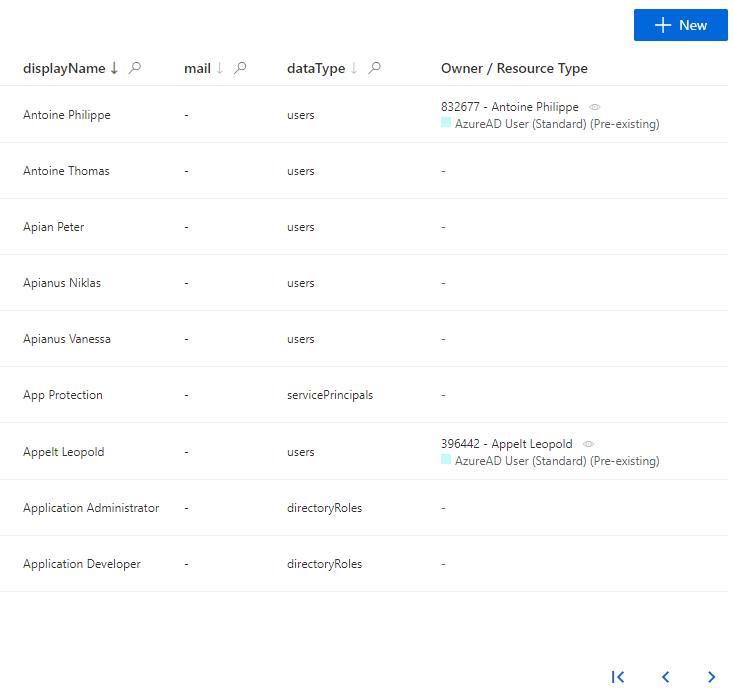 New
displayName mail dataType Owner / Resource Type
Antoine Philippe - users 832677 - Antoine Philippe
AzureAD User (Standard) (Pre-existing)
Antoine Thomas - users -
Apian Peter - users -
Apianus Niklas - users -
Apianus Vanessa - users -
App Protection - servicePrincipals -
Appelt Leopold - users 396442 - Appelt Leopold
AzureAD User (Standard) (Pre-existing)
Application Administrator - directoryRoles -
Application Developer - directoryRoles -